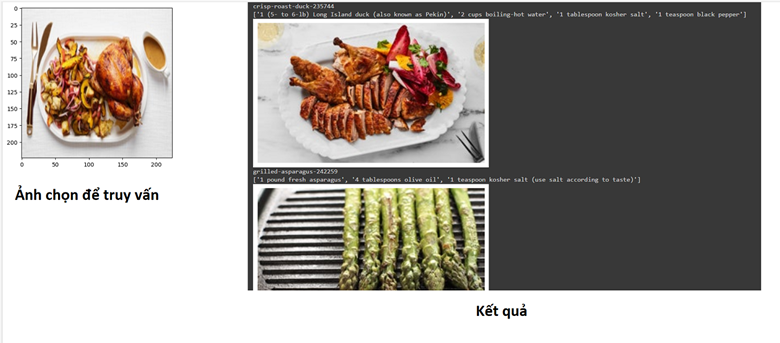 0
25
50
75
100
125
150
175
200
0 50 100 150 200
Ảnh chọn để truy vấn
crisp-roast-duck-235744
['1 (5- to 6-lb) Long Island duck (also known as Pekin)', '2 cups boiling-hot water', '1 tablespoon kosher salt', '1 teaspoon black pepper']
grilled-asparagus-242259
['1 pound fresh asparagus', '4 tablespoons olive oil', '1 teaspoon kosher salt (use salt according to taste)']
Kết quả